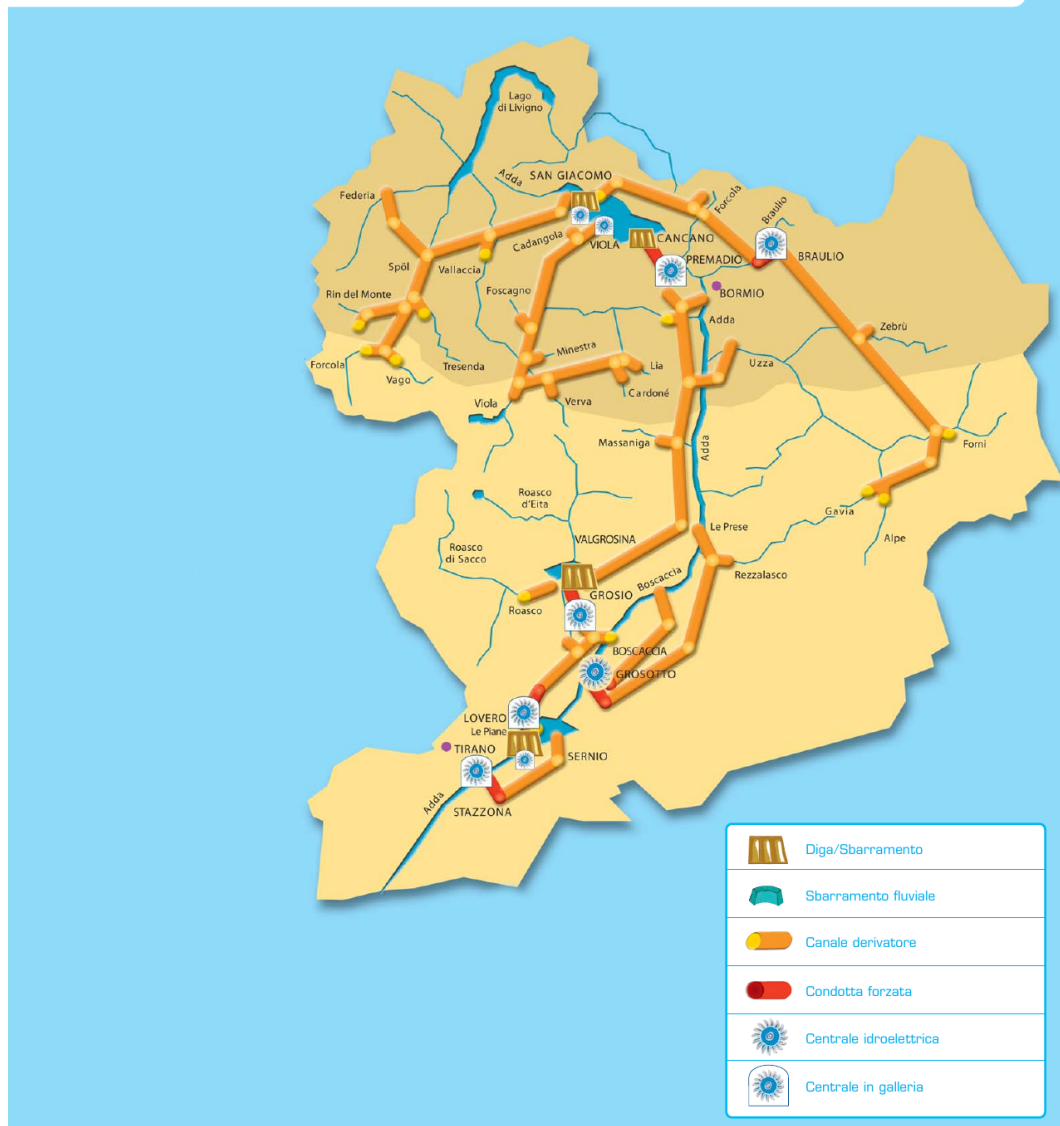 Lago
di Livigno
Adda
SAN GIACOMO
Federia
Forcola
Braulio
Cadangola
VIOLA
CANCANO
PREMADIO
BRAULIO
Spöl
Vallaccia
BORMIO
Rin del Monte
Foscagno
Adda
Zebrù
Forcola
Vago
Tresenda
Minestra
Lia
Cardoné
Uzza
Viola
Verva
Massaniga
Adda
Forni
Roasco
d'Eita
Gavia
Alpe
Le Prese
VALGROSINA
Roasco
di Sacco
Boscaccia
Rezzalasco
Roasco
GROSIO
BOSCACCIA
GROSOTTO
LOVERO
Le Piane
TIRANO
SERNIO
Adda
STAZZONA
Diga/Sbarramento
Sbarramento fluviale
Canale derivatore
Condotta forzata
Centrale idroelettrica
Centrale in galleria